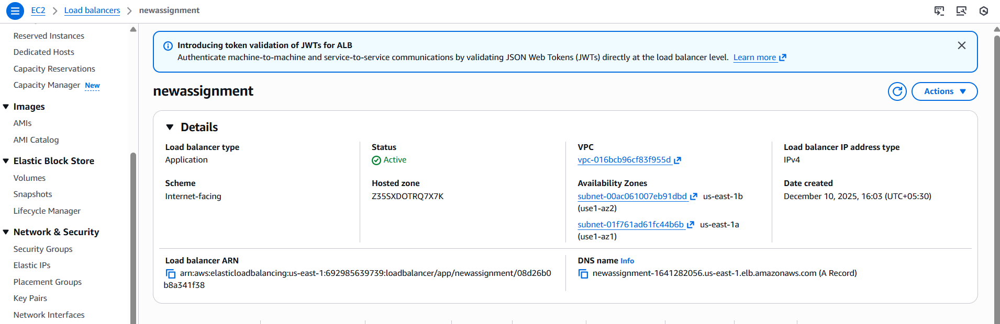 EC2 > Load balancers > newassignment
Reserved Instances
Dedicated Hosts
Capacity Reservations
Capacity Manager New
Images
AMIs
AMI Catalog
Elastic Block Store
Volumes
Snapshots
Lifecycle Manager
Network & Security
Security Groups
Elastic IPs
Placement Groups
Key Pairs
Network Interfaces
Introducing token validation of JWTs for ALB
Authenticate machine-to-machine and service-to-service communications by validating JSON Web Tokens (JWTs) directly at the load balancer level. Learn more
newassignment
Actions
Details
Load balancer type
Application
Status
Active
VPC
vpc-016bcb96cf83f955d
Load balancer IP address type
IPv4
Scheme
Internet-facing
Hosted zone
Z35SXDOTRQ7X7K
Availability Zones
subnet-00ac061007eb91dbd us-east-1b
(use1-az2)
subnet-01f761ad61fc44b6b us-east-1a
(use1-az1)
Date created
December 10, 2025, 16:03 (UTC+05:30)
Load balancer ARN
arn:aws:elasticloadbalancing:us-east-1:692985639739:loadbalancer/app/newassignment/08d26b0
b8a341f38
DNS name Info
newassignment-1641282056.us-east-1.elb.amazonaws.com (A Record)